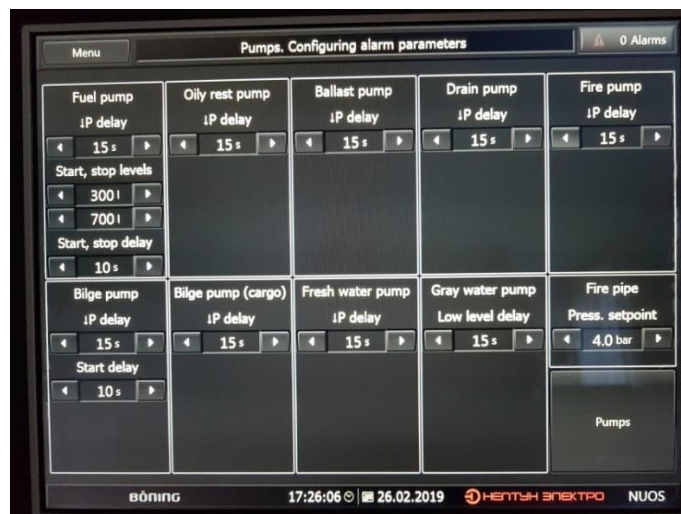 Menu
Pumps. Configuring alarm parameters
0 Alarms
Fuel pump
↓P delay
15 s
Start, stop levels
300 l
700 l
Start, stop delay
10 s
Oily rest pump
↓P delay
15 s
Ballast pump
↓P delay
15 s
Drain pump
↓P delay
15 s
Fire pump
↓P delay
15 s
Bilge pump
↓P delay
15 s
Start delay
10 s
Bilge pump (cargo)
↓P delay
15 s
Fresh water pump
↓P delay
15 s
Gray water pump
Low level delay
15 s
Fire pipe
Press. setpoint
4.0 bar
Pumps
BÖNING
17:26:06
26.02.2019
НЕПТУН ЭЛЕКТРО
NUOS